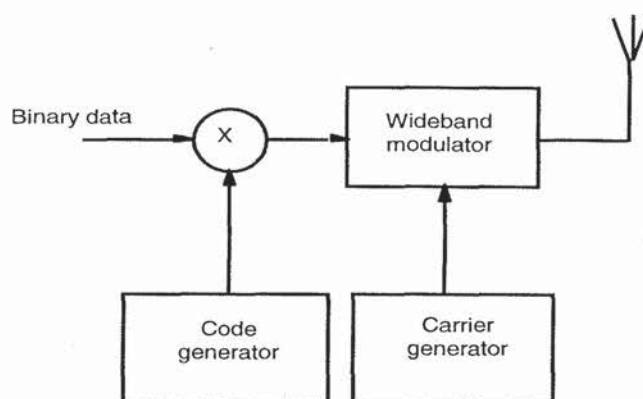 Binary data
X
Wideband
modulator
Code
generator
Carrier
generator